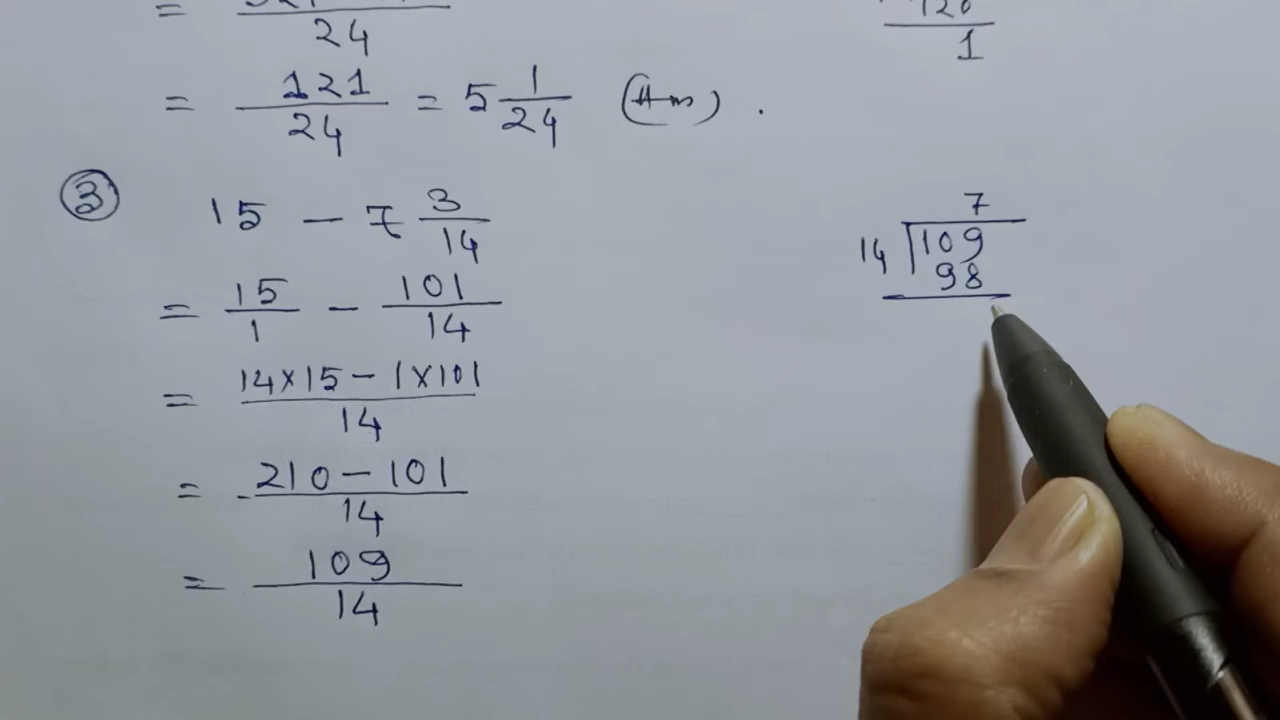 =
24
120
1
= 121/24 = 5 1/24 (Ans).
③ 15 - 7 3/14
= 15/1 - 101/14
= 14×15 - 1×101 / 14
= 210 - 101 / 14
= 109/14
7
14 109
98